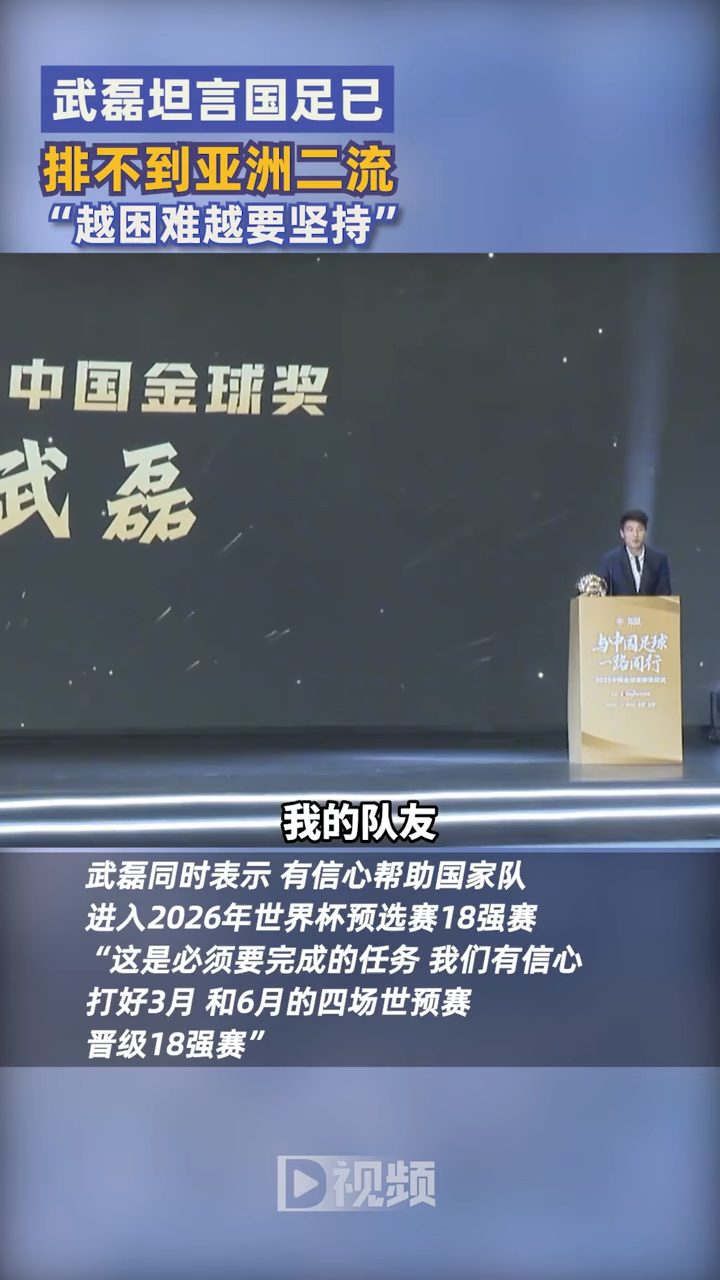 武磊坦言国足已
排不到亚洲二流
“越困难越要坚持”
中国金球奖
武磊
与中国足球
一路同行
我的队友
武磊同时表示 有信心帮助国家队
进入2026年世界杯预选赛18强赛
“这是必须要完成的任务 我们有信心
打好3月 和6月的四场世预赛
晋级18强赛”
视频